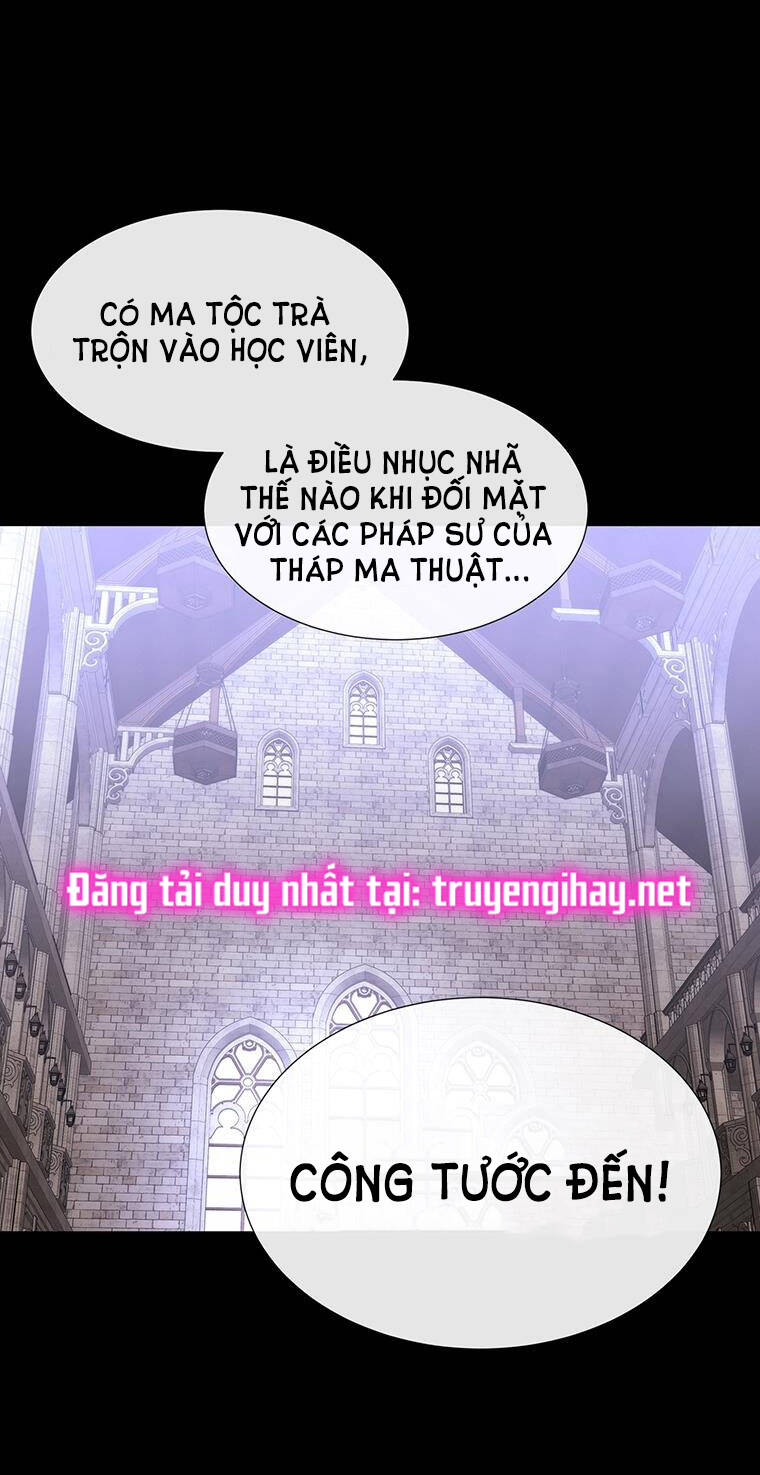 CÓ MA TỘC TRÀ
TRỘN VÀO HỌC VIÊN,
LÀ ĐIỀU NHỤC NHÃ
THẾ NÀO KHI ĐỐI MẶT
VỚI CÁC PHÁP SƯ CỦA
THÁP MA THUẬT...
Đăng tải duy nhất tại: truyengihay.net
CÔNG TƯỚC ĐẾN!